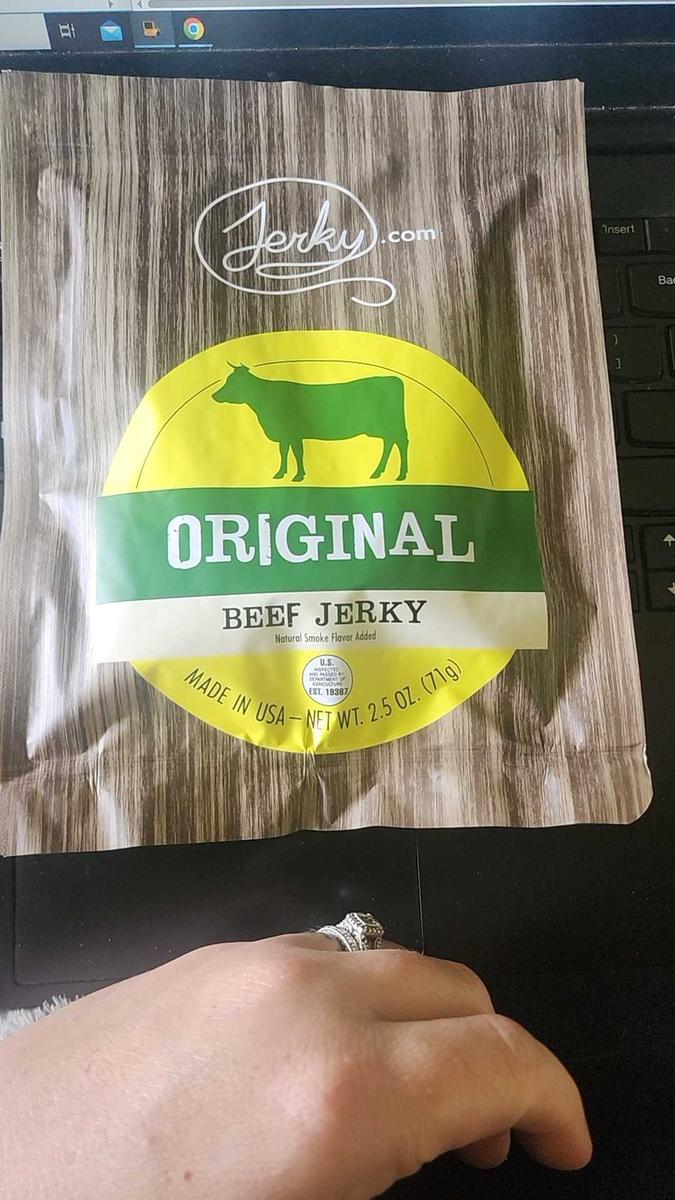 Jerky.com
Insert
Bac
]
ORIGINAL
BEEF JERKY
Natural Smoke Flavor Added
U.S.
INSPECTED
AND PASSED BY
DEPARTMENT OF
AGRICULTURE
EST. 19387
MADE IN USA – NET WT. 2.5 OZ. (71g)